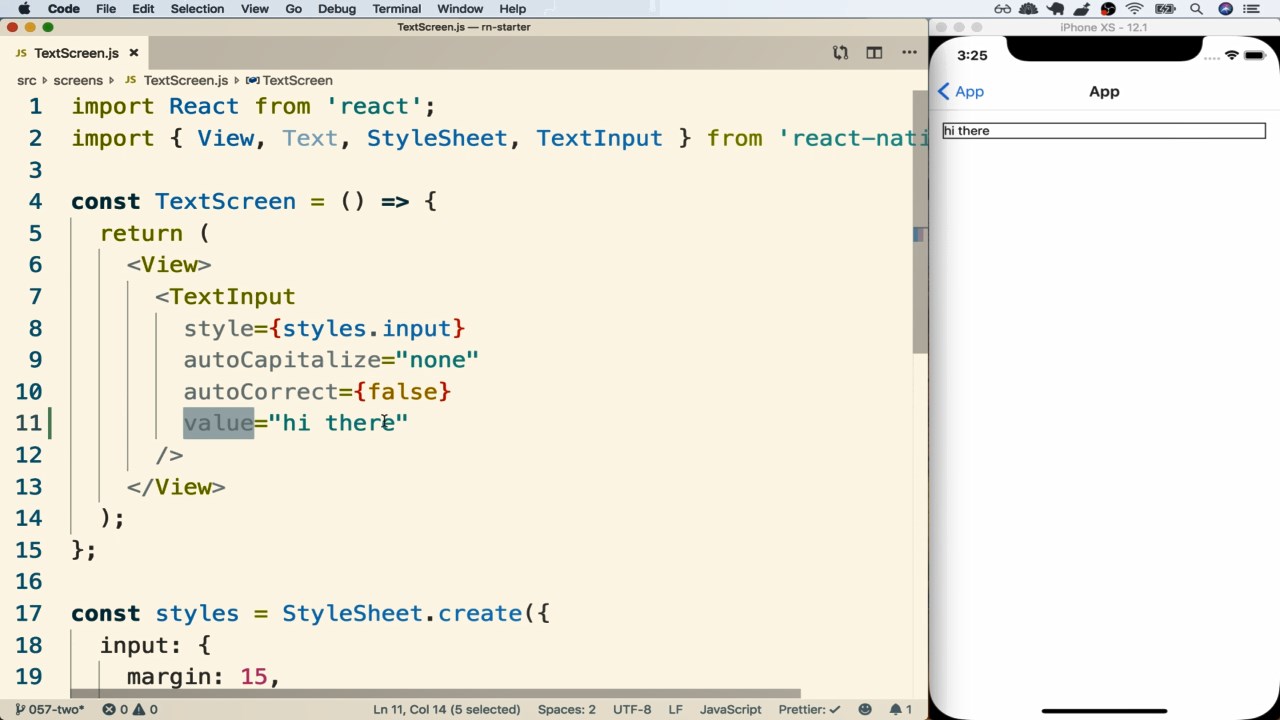 Code File Edit Selection View Go Debug Terminal Window Help
TextScreen.js — rn-starter
JS TextScreen.js ×
src screens JS TextScreen.js TextScreen
1 import React from 'react';
2 import { View, Text, StyleSheet, TextInput } from 'react-nati
3
4 const TextScreen = () => {
5 return (
6 <View>
7 <TextInput
8 style={styles.input}
9 autoCapitalize="none"
10 autoCorrect={false}
11 value="hi there"
12 />
13 </View>
14 );
15 };
16
17 const styles = StyleSheet.create({
18 input: {
19 margin: 15,
057-two* 0 0 Ln 11, Col 14 (5 selected) Spaces: 2 UTF-8 LF JavaScript Prettier: ✓ 1
iPhone XS - 12.1
3:25
App App
hi there